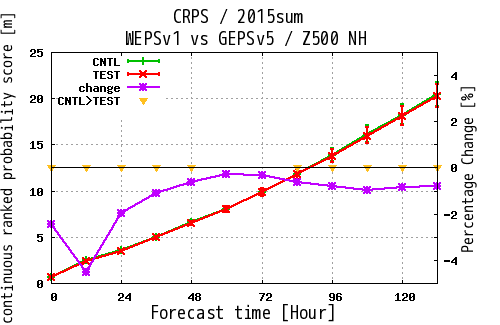 CRPS / 2015sum
WEPSv1 vs GEPSv5 / Z500 NH
continuous ranked probability score [m]
25
20
15
10
5
0
CNTL
TEST
change
CNTL>TEST
4
2
0
-2
-4
Percentage Change [%]
0 24 48 72 96 120
Forecast time [Hour]